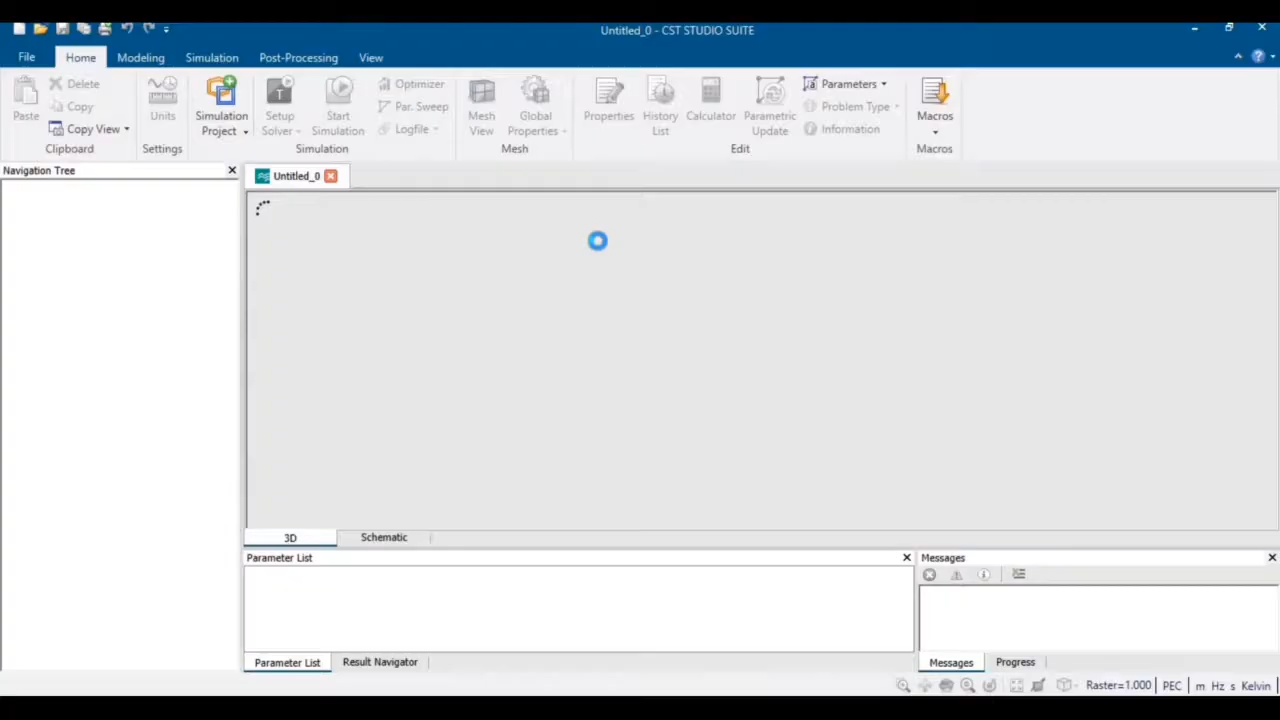 Untitled_0 - CST STUDIO SUITE
File Home Modeling Simulation Post-Processing View
Paste
Delete
Copy
Copy View
Clipboard
Units
Settings
Simulation Project
Setup Solver
Start Simulation
Optimizer
Par. Sweep
Logfile
Simulation
Mesh View
Global Properties
Mesh
Properties
History List
Calculator
Parametric Update
Parameters
Problem Type
Information
Edit
Macros
Macros
Navigation Tree
Untitled_0
3D Schematic
Parameter List
Messages
Parameter List Result Navigator
Messages Progress
Raster=1.000 PEC m Hz s Kelvin